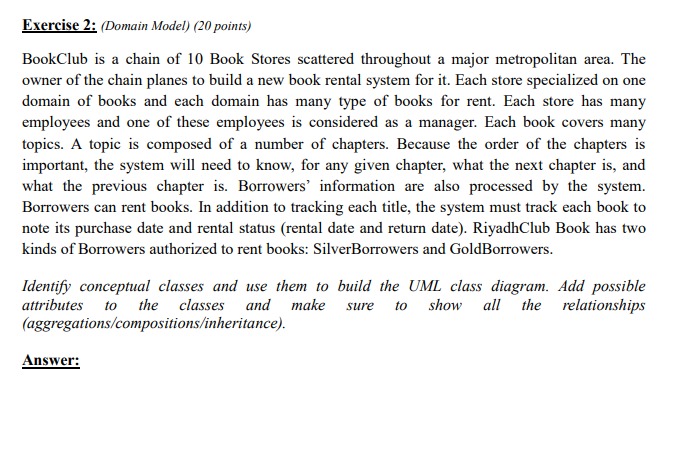 Exercise 2: (Domain Model) (20 points)
BookClub is a chain of 10 Book Stores scattered throughout a major metropolitan area. The
owner of the chain planes to build a new book rental system for it. Each store specialized on one
domain of books and each domain has many type of books for rent. Each store has many
employees and one of these employees is considered as a manager. Each book covers many
topics. A topic is composed of a number of chapters. Because the order of the chapters is
important, the system will need to know, for any given chapter, what the next chapter is, and
what the previous chapter is. Borrowers’ information are also processed by the system.
Borrowers can rent books. In addition to tracking each title, the system must track each book to
note its purchase date and rental status (rental date and return date). RiyadhClub Book has two
kinds of Borrowers authorized to rent books: SilverBorrowers and GoldBorrowers.
Identify conceptual classes and use them to build the UML class diagram. Add possible
attributes to the classes and make sure to show all the relationships
(aggregations/compositions/inheritance).
Answer: